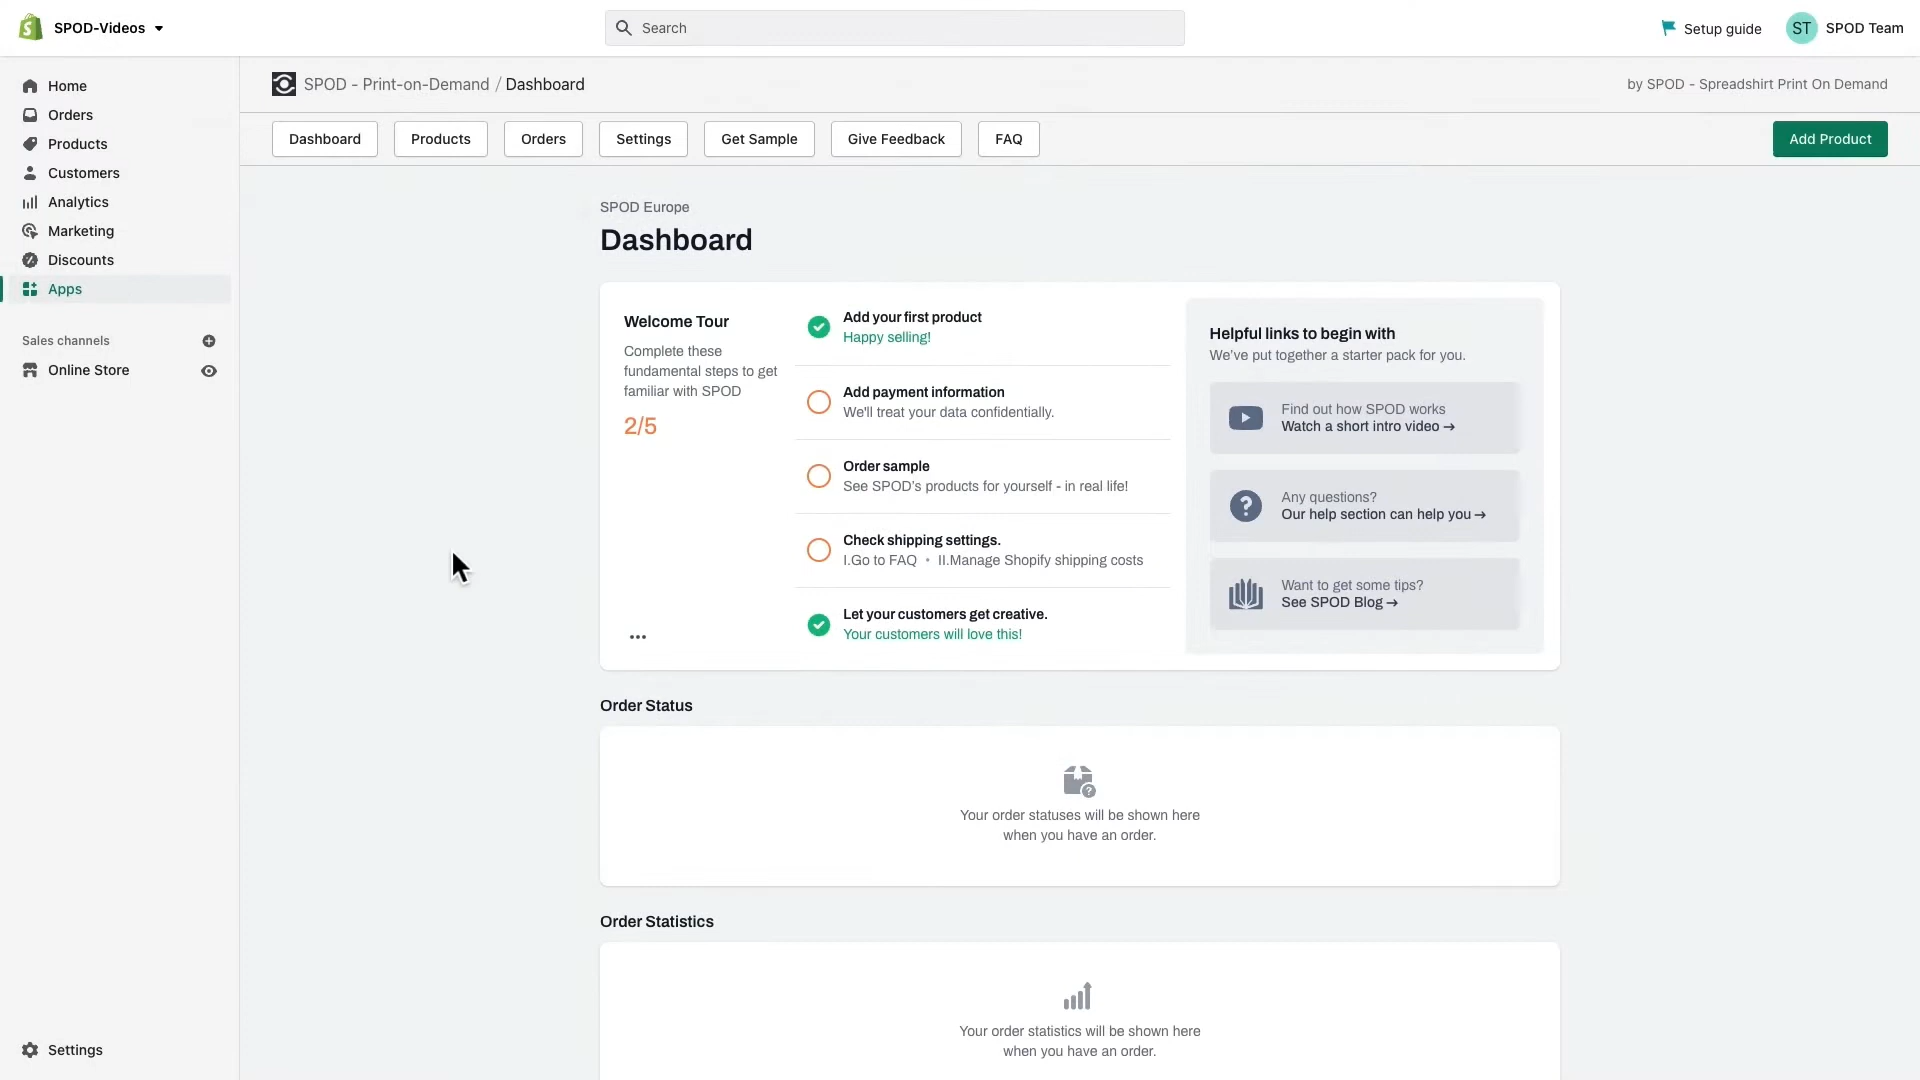 SPOD-Videos
Search
Setup guide
ST
SPOD Team
Home
Orders
Products
Customers
Analytics
Marketing
Discounts
Apps
Sales channels
Online Store
Settings
SPOD - Print-on-Demand / Dashboard
by SPOD - Spreadshirt Print On Demand
Dashboard
Products
Orders
Settings
Get Sample
Give Feedback
FAQ
Add Product
SPOD Europe
Dashboard
Welcome Tour
Complete these
fundamental steps to get
familiar with SPOD
2/5
Add your first product
Happy selling!
Add payment information
We'll treat your data confidentially.
Order sample
See SPOD's products for yourself - in real life!
Check shipping settings.
I.Go to FAQ • II.Manage Shopify shipping costs
Let your customers get creative.
Your customers will love this!
Helpful links to begin with
We've put together a starter pack for you.
Find out how SPOD works
Watch a short intro video →
Any questions?
Our help section can help you →
Want to get some tips?
See SPOD Blog →
Order Status
Your order statuses will be shown here
when you have an order.
Order Statistics
Your order statistics will be shown here
when you have an order.